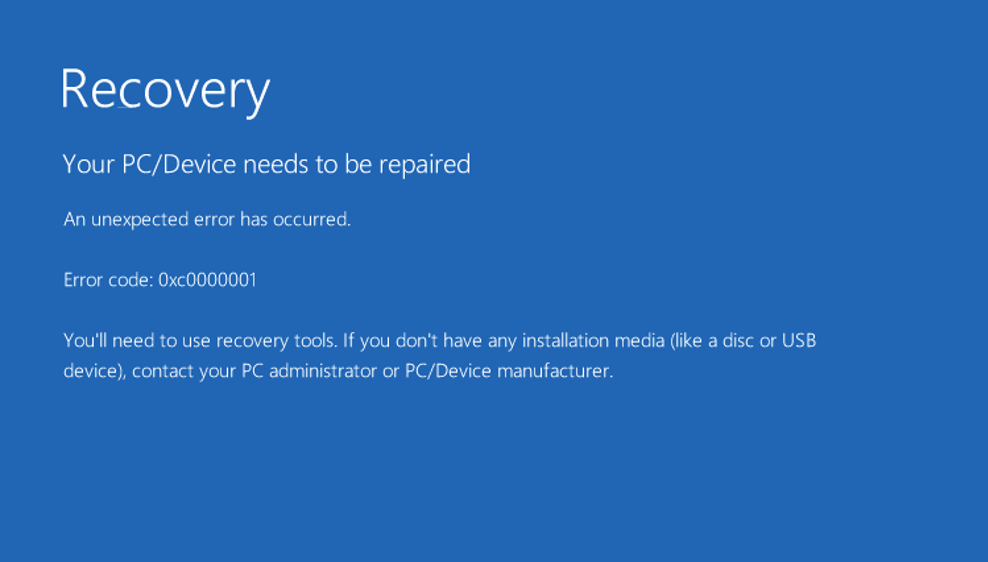 Recovery
Your PC/Device needs to be repaired
An unexpected error has occurred.
Error code: 0xc0000001
You'll need to use recovery tools. If you don't have any installation media (like a disc or USB
device), contact your PC administrator or PC/Device manufacturer.